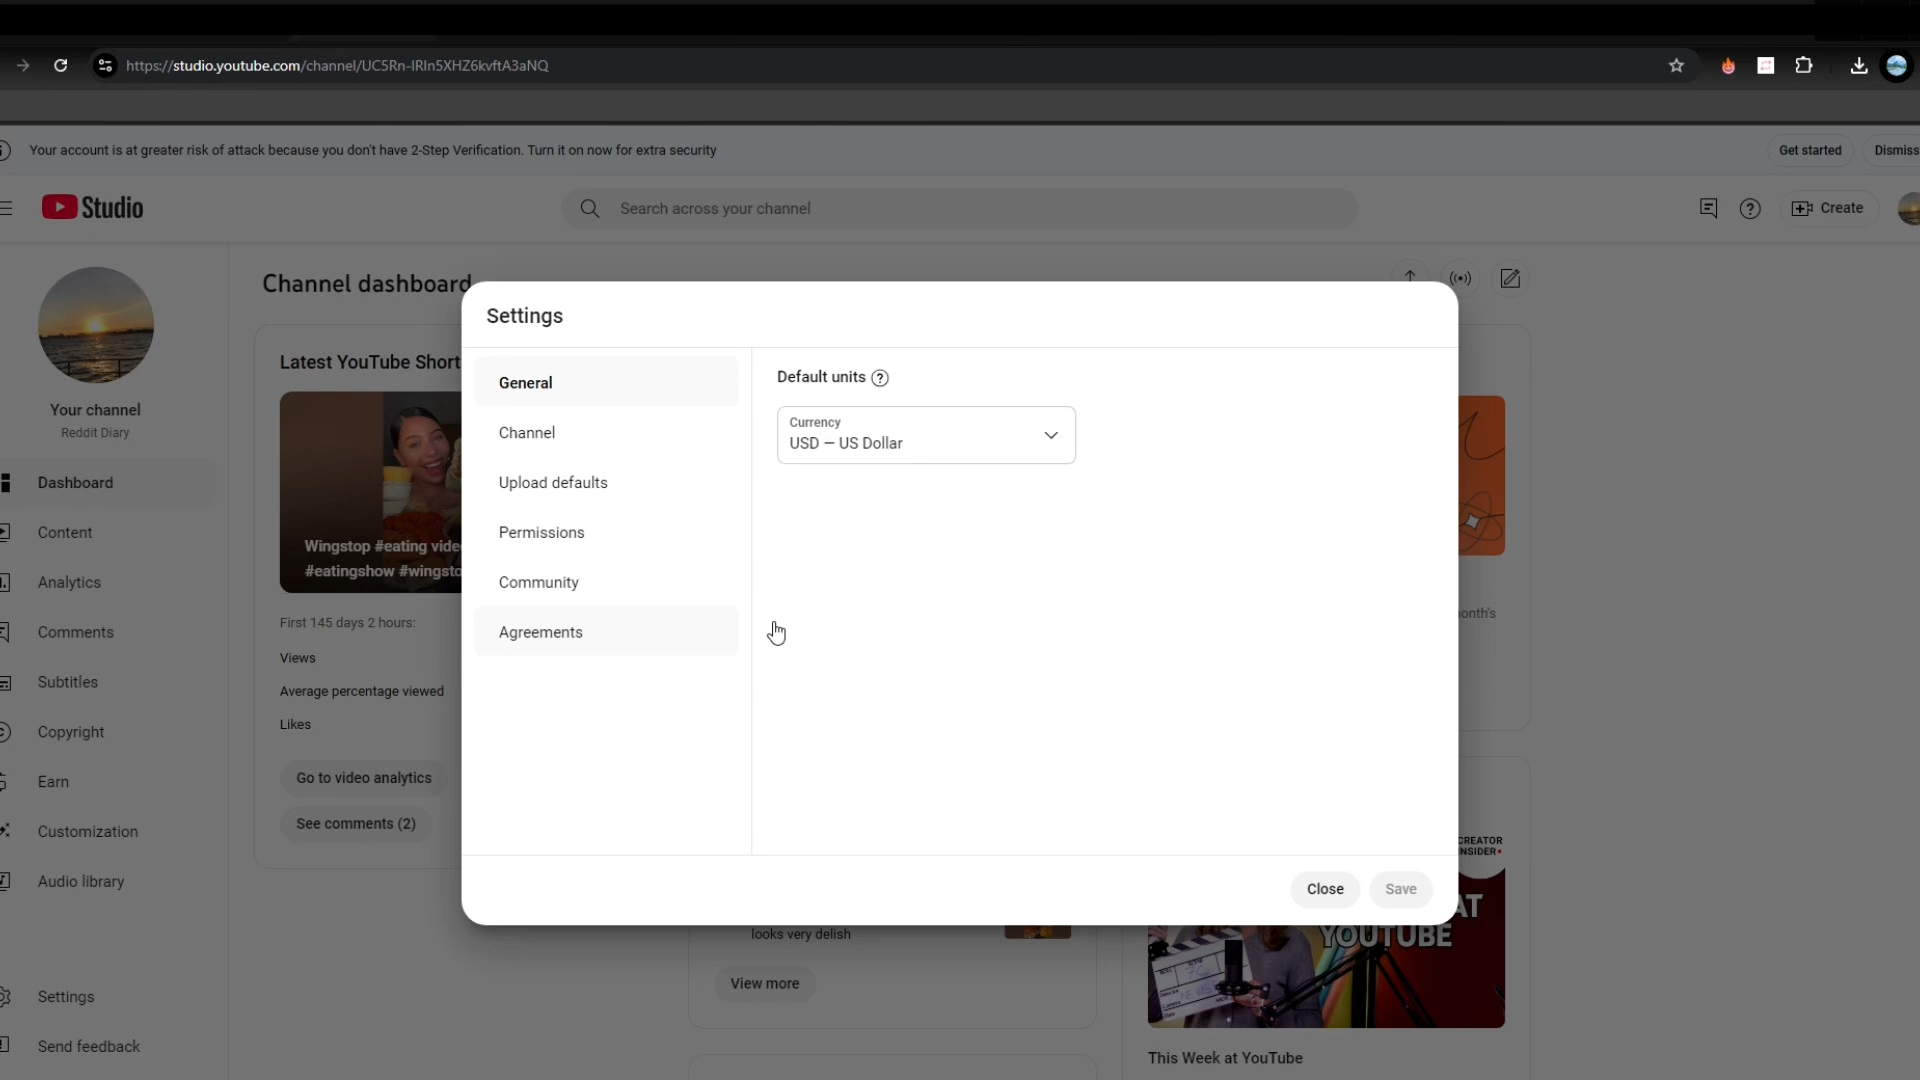 https://studio.youtube.com/channel/UC5Rn-IRIn5XHZ6kvftA3aNQ
Your account is at greater risk of attack because you don't have 2-Step Verification. Turn it on now for extra security
Get started
Dismiss
Studio
Search across your channel
Create
Your channel
Reddit Diary
Dashboard
Content
Analytics
Comments
Subtitles
Copyright
Earn
Customization
Audio library
Settings
Send feedback
Channel dashboard
Latest YouTube Short
Wingstop #eating vide
#eatingshow #wingsto
First 145 days 2 hours:
Views
Average percentage viewed
Likes
Go to video analytics
See comments (2)
Settings
General
Channel
Upload defaults
Permissions
Community
Agreements
Default units
Currency
USD – US Dollar
Close
Save
looks very delish
View more
onth's
CREATOR
INSIDER
AT
YOUTUBE
This Week at YouTube